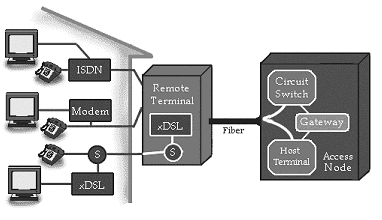 ISDN
Modem
S
xDSL
Remote
Terminal
xDSL
S
Fiber
Circuit
Switch
Gateway
Host
Terminal
Access
Node